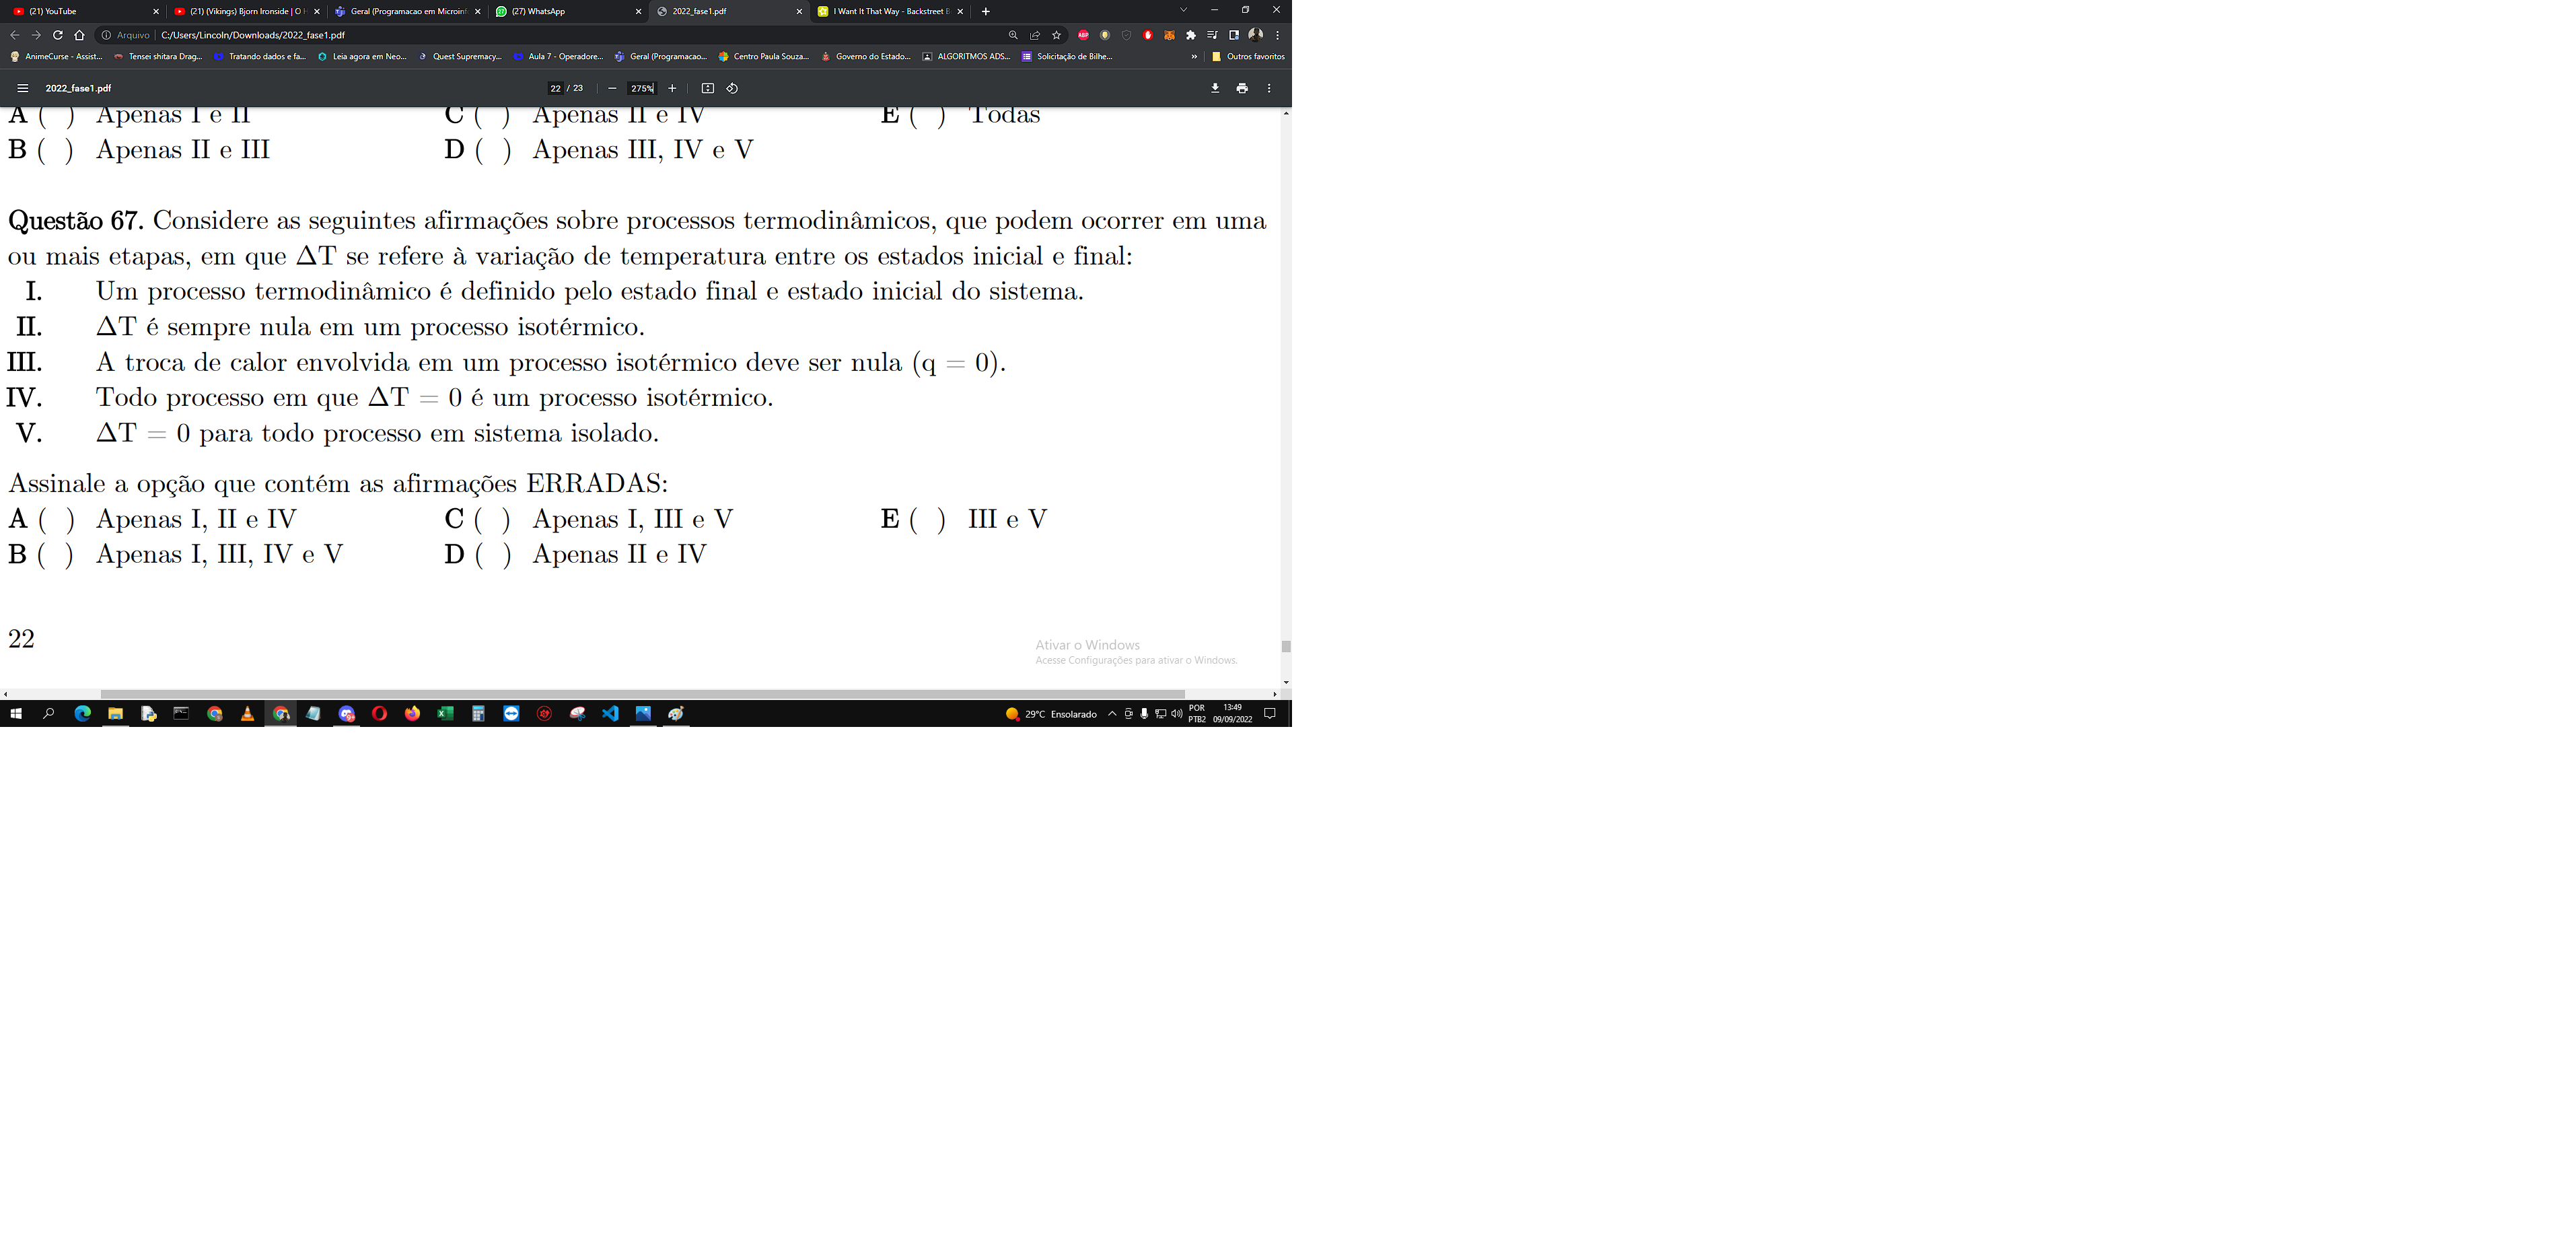 (21) YouTube
(21) (Vikings) Bjorn Ironside | O
Geral (Programacao em Microinf
(27) WhatsApp
2022_fase1.pdf
I Want It That Way - Backstreet B
Arquivo
C:/Users/Lincoln/Downloads/2022_fase1.pdf
AnimeCurse - Assist...
Tensei shitara Drag...
Tratando dados e fa...
Leia agora em Neo...
Quest Supremacy...
Aula 7 - Operadore...
Geral (Programacao...
Centro Paula Souza...
Governo do Estado...
ALGORITMOS ADS...
Solicitação de Bilhe...
»
Outros favoritos
2022_fase1.pdf
22 / 23
275%
A ( ) Apenas I e II C ( ) Apenas II e IV E ( ) Todas
B ( ) Apenas II e III D ( ) Apenas III, IV e V
Questão 67. Considere as seguintes afirmações sobre processos termodinâmicos, que podem ocorrer em uma
ou mais etapas, em que ΔT se refere à variação de temperatura entre os estados inicial e final:
I. Um processo termodinâmico é definido pelo estado final e estado inicial do sistema.
II. ΔT é sempre nula em um processo isotérmico.
III. A troca de calor envolvida em um processo isotérmico deve ser nula (q = 0).
IV. Todo processo em que ΔT = 0 é um processo isotérmico.
V. ΔT = 0 para todo processo em sistema isolado.
Assinale a opção que contém as afirmações ERRADAS:
A ( ) Apenas I, II e IV C ( ) Apenas I, III e V E ( ) III e V
B ( ) Apenas I, III, IV e V D ( ) Apenas II e IV
22
Ativar o Windows
Acesse Configurações para ativar o Windows.
29°C Ensolarado
POR
PTB2
13:49
09/09/2022